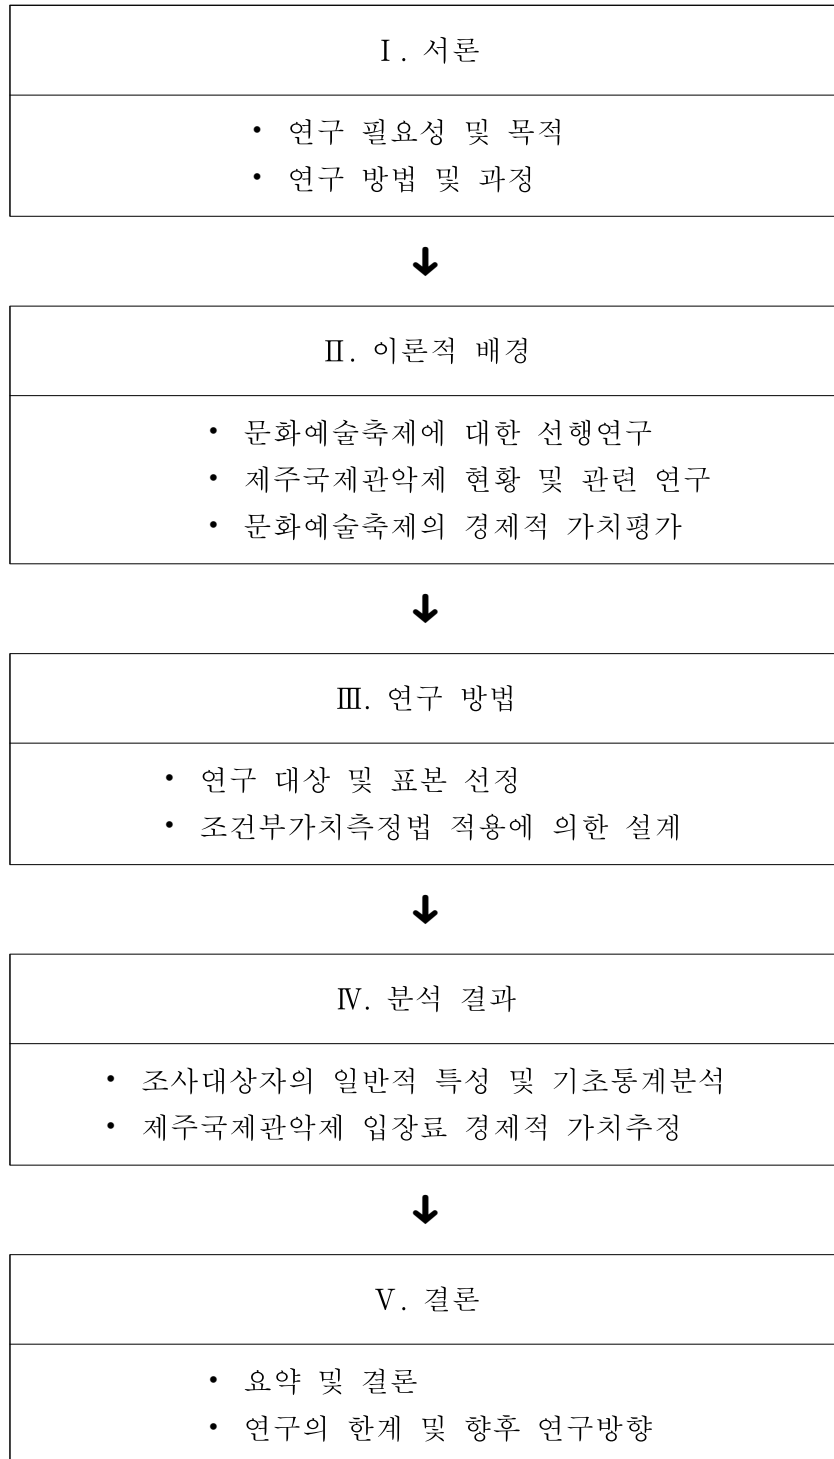 Ⅰ. 서론
• 연구 필요성 및 목적
• 연구 방법 및 과정
↓
Ⅱ. 이론적 배경
• 문화예술축제에 대한 선행연구
• 제주국제관악제 현황 및 관련 연구
• 문화예술축제의 경제적 가치평가
↓
Ⅲ. 연구 방법
• 연구 대상 및 표본 선정
• 조건부가치측정법 적용에 의한 설계
↓
Ⅳ. 분석 결과
• 조사대상자의 일반적 특성 및 기초통계분석
• 제주국제관악제 입장료 경제적 가치추정
↓
Ⅴ. 결론
• 요약 및 결론
• 연구의 한계 및 향후 연구방향